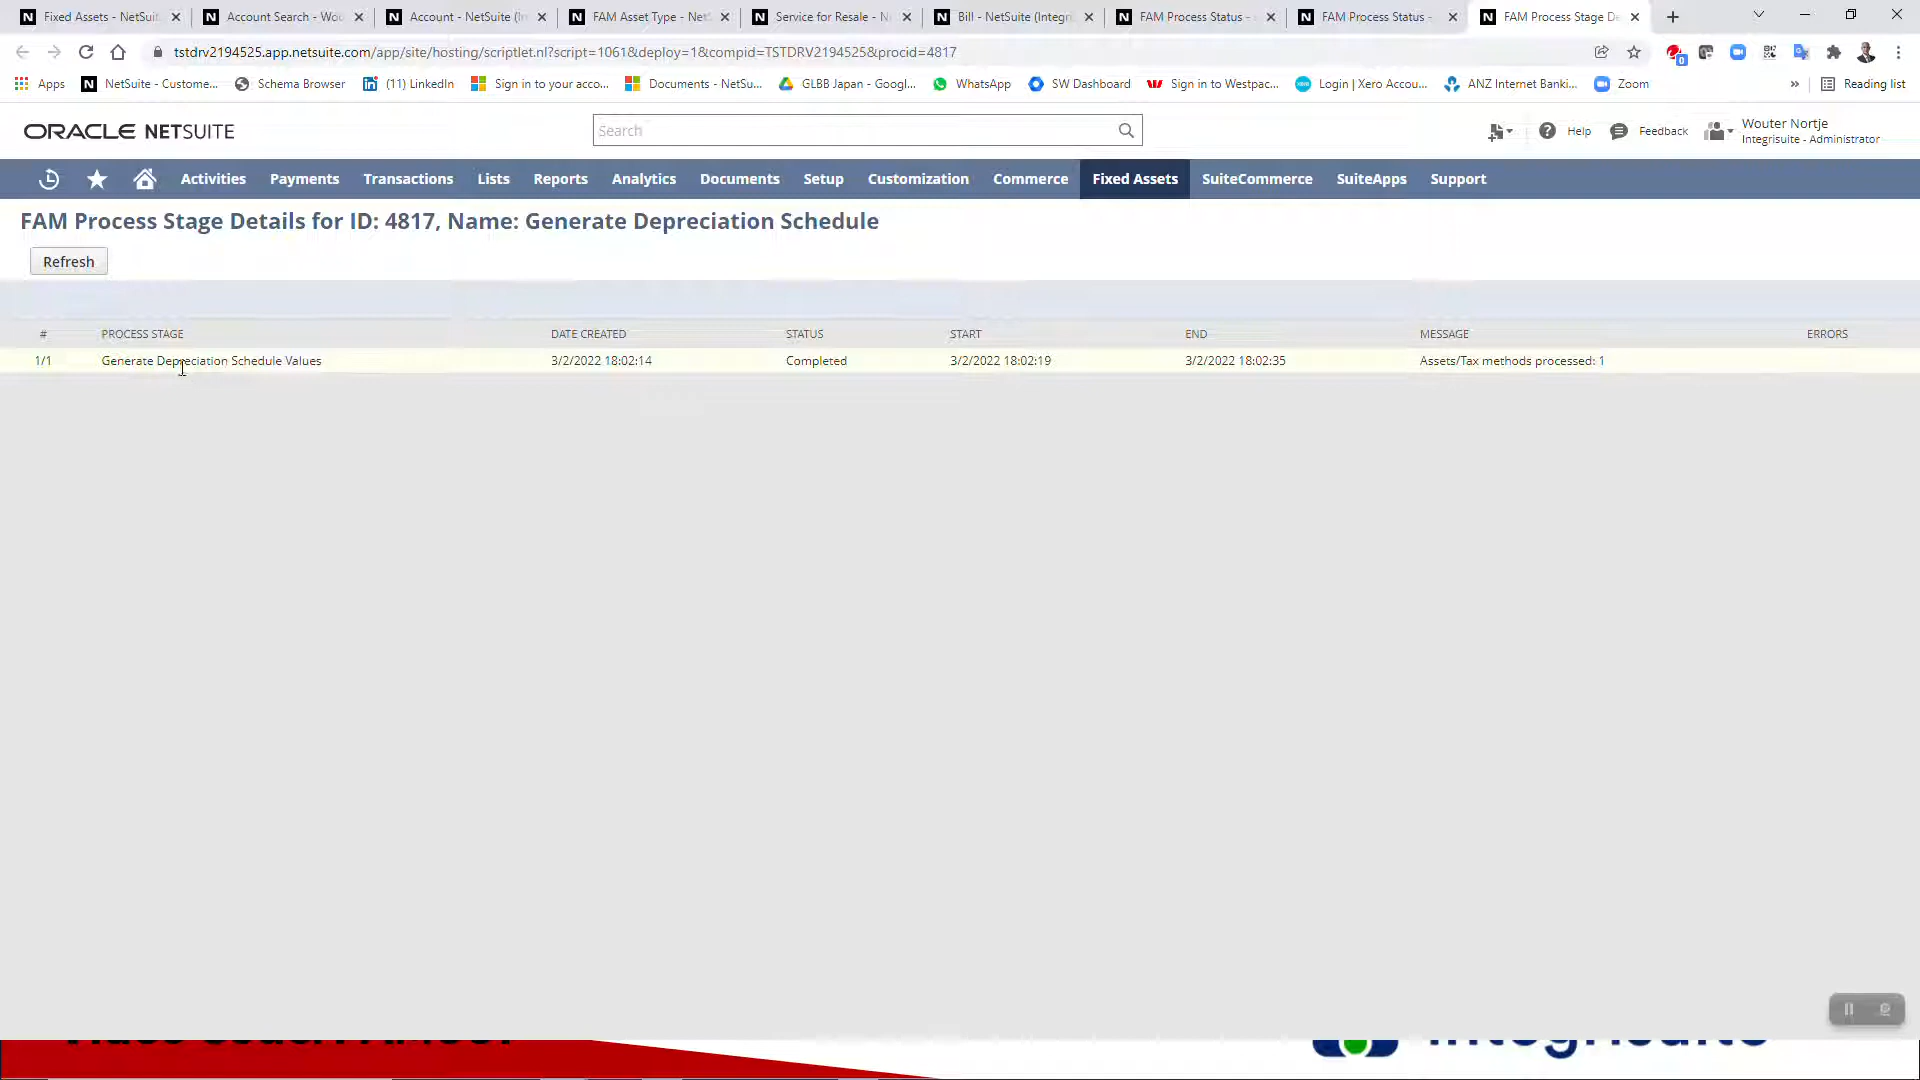 Fixed Assets - NetSuit
Account Search - Wou
Account - NetSuite (In
FAM Asset Type - Net
Service for Resale - N
Bill - NetSuite (Integri
FAM Process Status -
FAM Process Status -
FAM Process Stage De
tstdrv2194525.app.netsuite.com/app/site/hosting/scriptlet.nl?script=1061&deploy=1&compid=TSTDRV2194525&procid=4817
Apps
NetSuite - Custome...
Schema Browser
(11) LinkedIn
Sign in to your acco...
Documents - NetSu...
GLBB Japan - Googl...
WhatsApp
SW Dashboard
Sign in to Westpac...
Login | Xero Accou...
ANZ Internet Banki...
Zoom
»
Reading list
ORACLE NETSUITE
Search
Help
Feedback
Wouter Nortje
Integrisuite - Administrator
Activities
Payments
Transactions
Lists
Reports
Analytics
Documents
Setup
Customization
Commerce
Fixed Assets
SuiteCommerce
SuiteApps
Support
FAM Process Stage Details for ID: 4817, Name: Generate Depreciation Schedule
Refresh
# PROCESS STAGE DATE CREATED STATUS START END MESSAGE ERRORS
1/1 Generate Depreciation Schedule Values 3/2/2022 18:02:14 Completed 3/2/2022 18:02:19 3/2/2022 18:02:35 Assets/Tax methods processed: 1